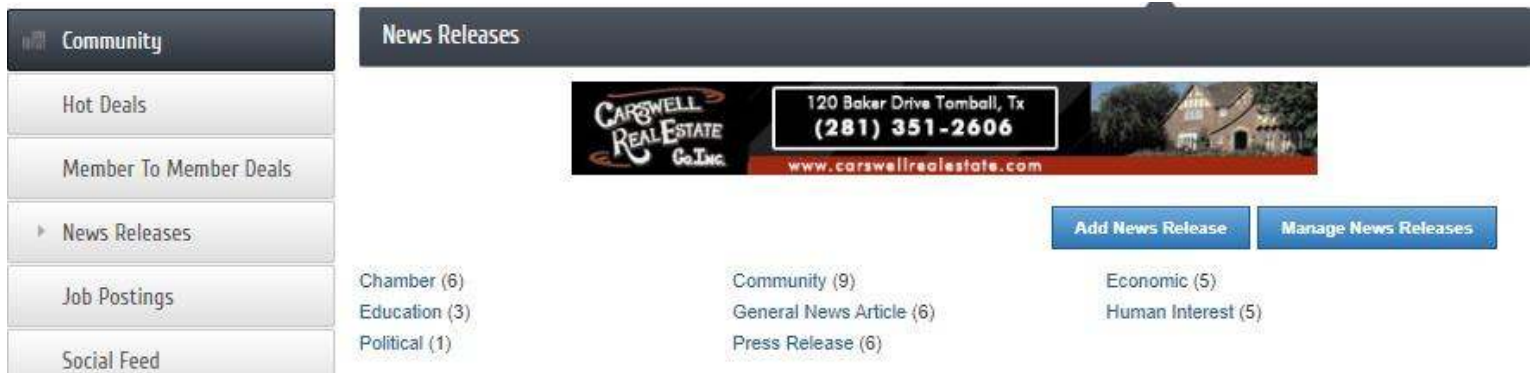 Community
Hot Deals
Member To Member Deals
News Releases
Job Postings
Social Feed
News Releases
CARSWELL
REAL ESTATE
Co. Inc.
120 Baker Drive Tomball, Tx
(281) 351-2606
www.carswellrealestate.com
Add News Release Manage News Releases
Chamber (6) Community (9) Economic (5)
Education (3) General News Article (6) Human Interest (5)
Political (1) Press Release (6)